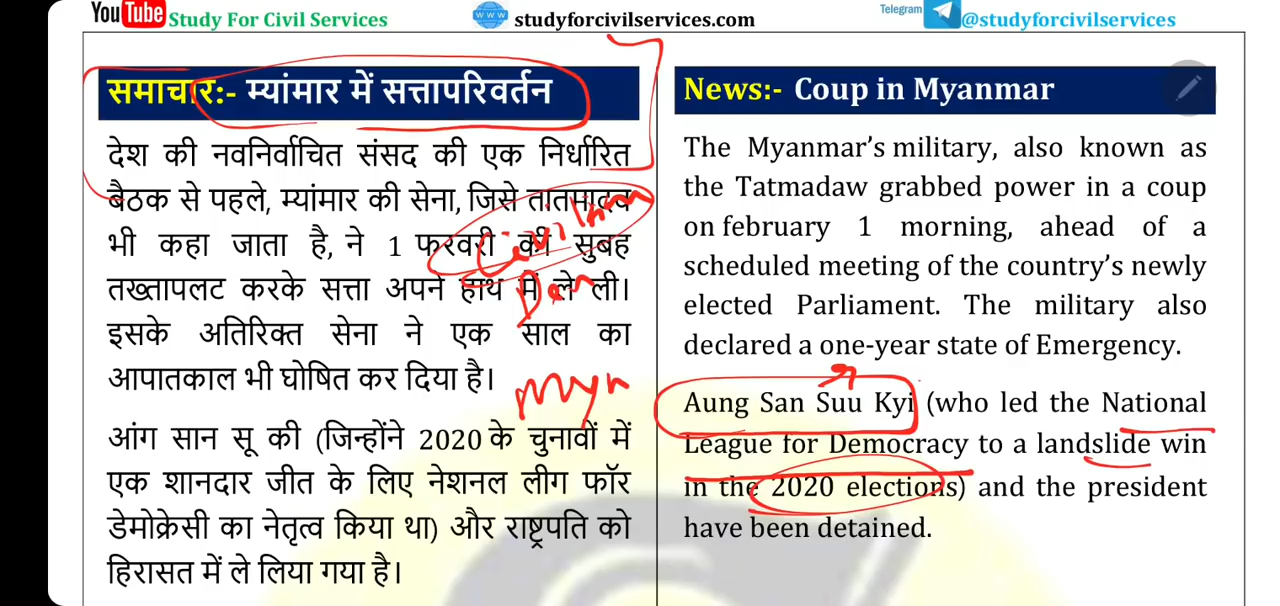 YouTube Study For Civil Services
www studyforcivilservices.com
Telegram @studyforcivilservices
समाचार:- म्यांमार में सत्तापरिवर्तन
देश की नवनिर्वाचित संसद की एक निर्धारित
बैठक से पहले, म्यांमार की सेना, जिसे तातमादव
भी कहा जाता है, ने 1 फरवरी की सुबह
तख्तापलट करके सत्ता अपने हाथ में ले ली।
इसके अतिरिक्त सेना ने एक साल का
आपातकाल भी घोषित कर दिया है।
आंग सान सू की (जिन्होंने 2020 के चुनावों में
एक शानदार जीत के लिए नेशनल लीग फॉर
डेमोक्रेसी का नेतृत्व किया था) और राष्ट्रपति को
हिरासत में ले लिया गया है।
Myn
News:- Coup in Myanmar
The Myanmar's military, also known as
the Tatmadaw grabbed power in a coup
on february 1 morning, ahead of a
scheduled meeting of the country's newly
elected Parliament. The military also
declared a one-year state of Emergency.
Aung San Suu Kyi (who led the National
League for Democracy to a landslide win
in the 2020 elections) and the president
have been detained.